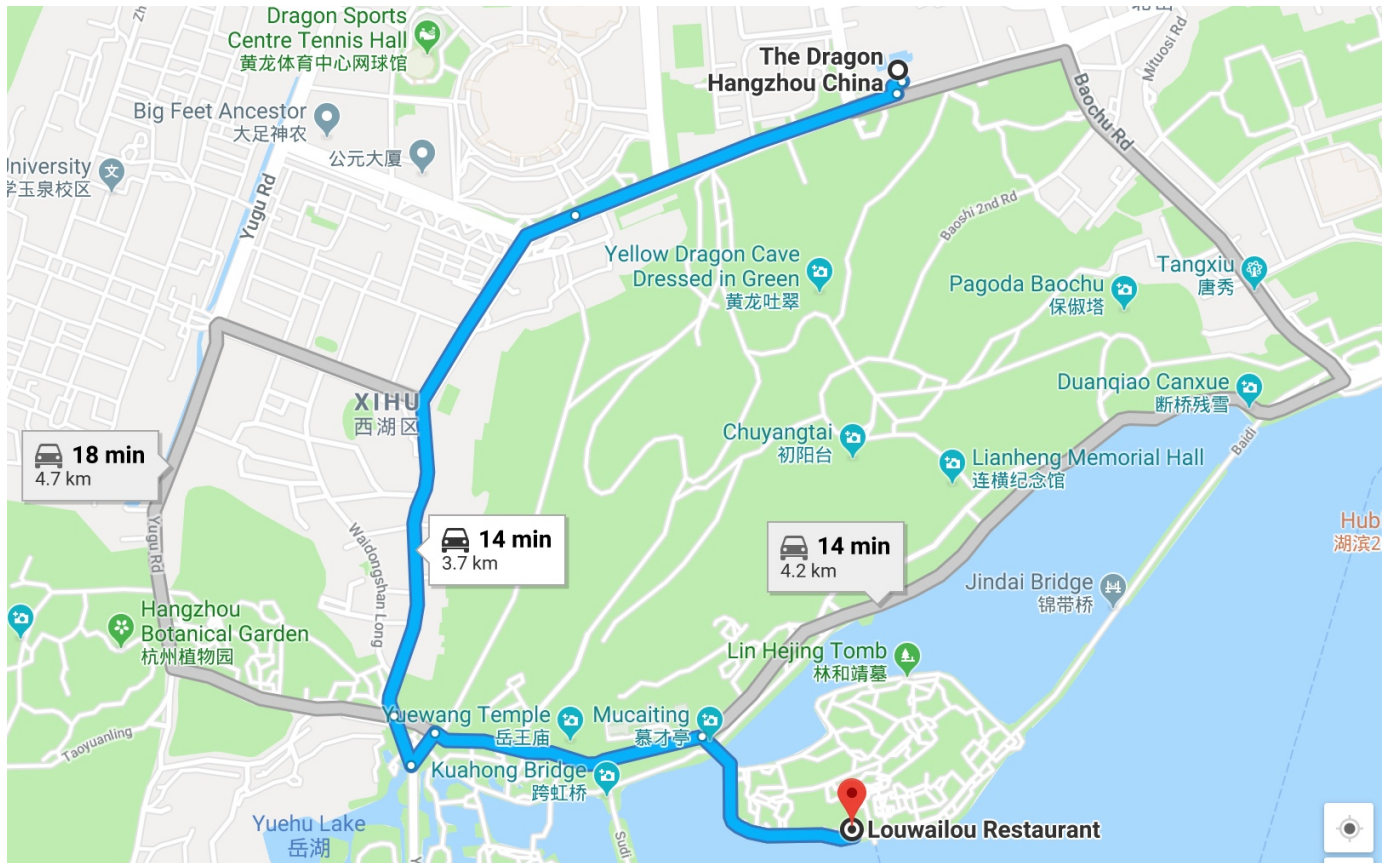 Dragon Sports
Centre Tennis Hall
黄龙体育中心网球馆
The Dragon
Hangzhou China
Mituosi Rd
Baochu Rd
Big Feet Ancestor
大足神农
公元大厦
University
学玉泉校区
Yugu Rd
Baoshi 2nd Rd
Yellow Dragon Cave
Dressed in Green
黄龙吐翠
Tangxiu
唐秀
Pagoda Baochu
保俶塔
XIHU
西湖区
Duanqiao Canxue
断桥残雪
Chuyangtai
初阳台
Baidi
Lianheng Memorial Hall
连横纪念馆
18 min
4.7 km
Yugu Rd
Waidongshan Long
14 min
3.7 km
14 min
4.2 km
Hub
湖滨2
Jindai Bridge
锦带桥
Hangzhou
Botanical Garden
杭州植物园
Lin Hejing Tomb
林和靖墓
Taoyuanling
Yuewang Temple
岳王庙
Mucaiting
慕才亭
Kuahong Bridge
跨虹桥
Yuehu Lake
岳湖
Sudi
Louwailou Restaurant